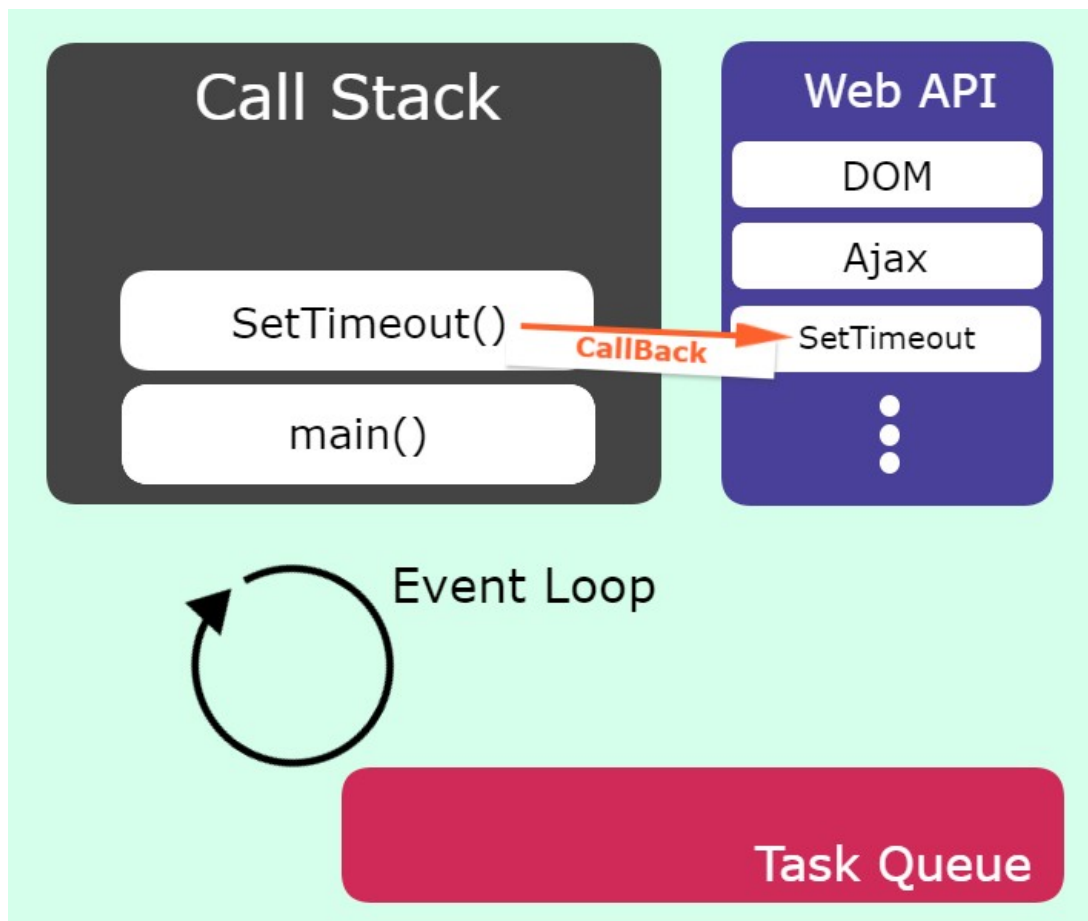 Call Stack
SetTimeout()
main()
CallBack
Web API
DOM
Ajax
SetTimeout
Event Loop
Task Queue